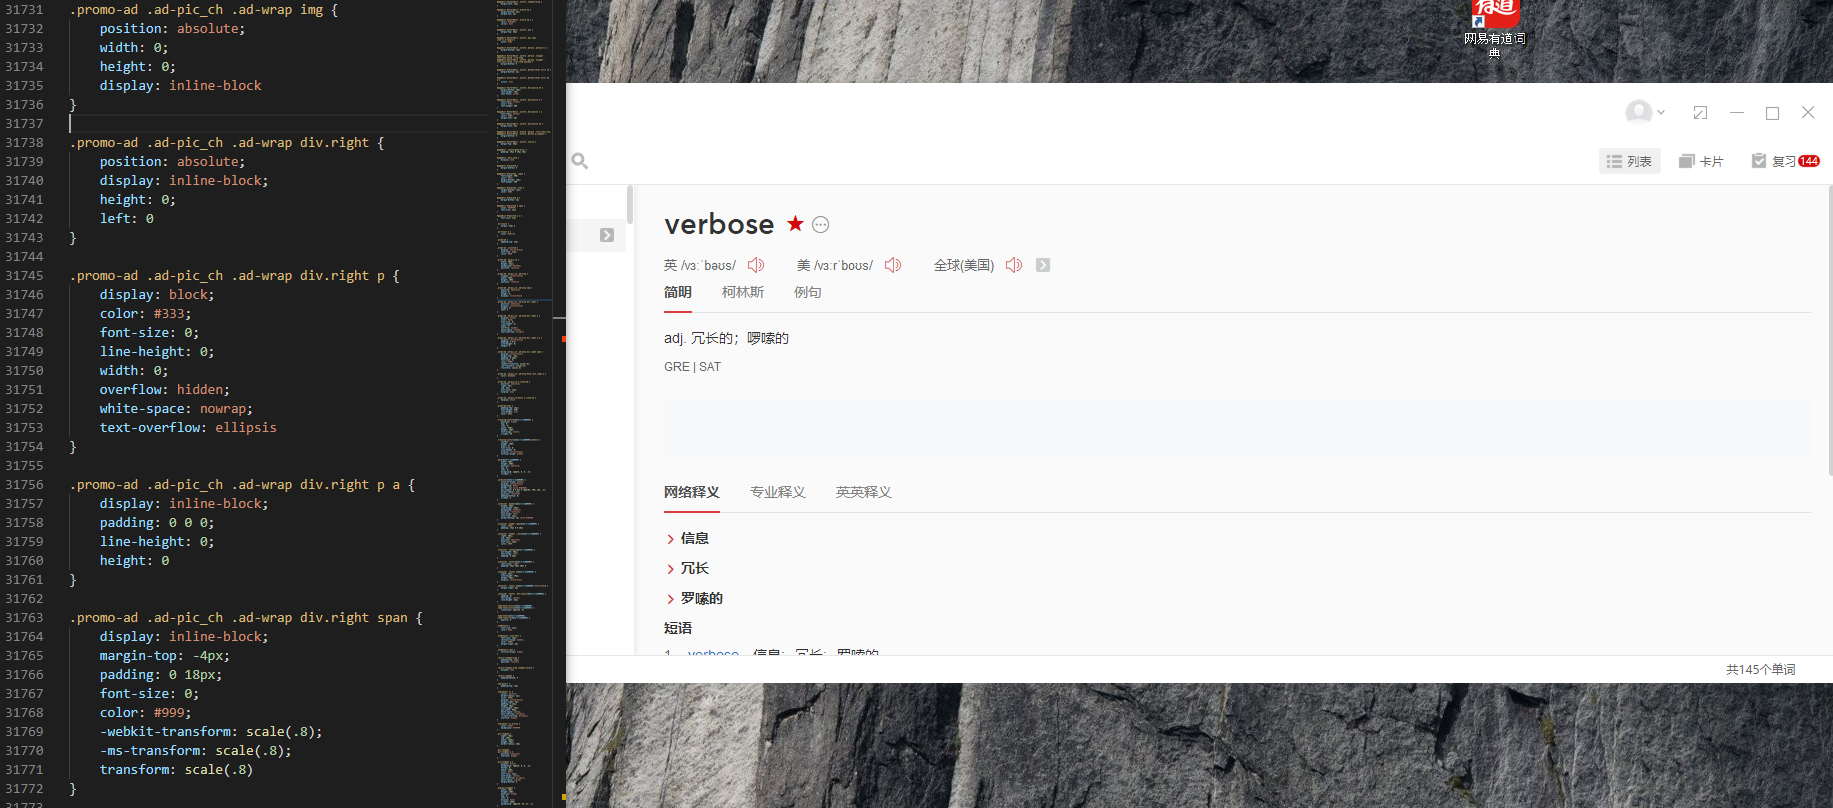 31731 .promo-ad .ad-pic_ch .ad-wrap img {
31732 position: absolute;
31733 width: 0;
31734 height: 0;
31735 display: inline-block
31736 }
31737
31738 .promo-ad .ad-pic_ch .ad-wrap div.right {
31739 position: absolute;
31740 display: inline-block;
31741 height: 0;
31742 left: 0
31743 }
31744
31745 .promo-ad .ad-pic_ch .ad-wrap div.right p {
31746 display: block;
31747 color: #333;
31748 font-size: 0;
31749 line-height: 0;
31750 width: 0;
31751 overflow: hidden;
31752 white-space: nowrap;
31753 text-overflow: ellipsis
31754 }
31755
31756 .promo-ad .ad-pic_ch .ad-wrap div.right p a {
31757 display: inline-block;
31758 padding: 0 0 0;
31759 line-height: 0;
31760 height: 0
31761 }
31762
31763 .promo-ad .ad-pic_ch .ad-wrap div.right span {
31764 display: inline-block;
31765 margin-top: -4px;
31766 padding: 0 18px;
31767 font-size: 0;
31768 color: #999;
31769 -webkit-transform: scale(.8);
31770 -ms-transform: scale(.8);
31771 transform: scale(.8)
31772 }
31773
有道
网易有道词
典
列表 卡片 复习 144
verbose
英 /vɜːˈbəʊs/ 美 /vɜːrˈboʊs/ 全球(美国)
简明 柯林斯 例句
adj. 冗长的；啰嗦的
GRE | SAT
网络释义 专业释义 英英释义
信息
冗长
罗嗦的
短语
1. verbose 信息；冗长；罗嗦的
共145个单词